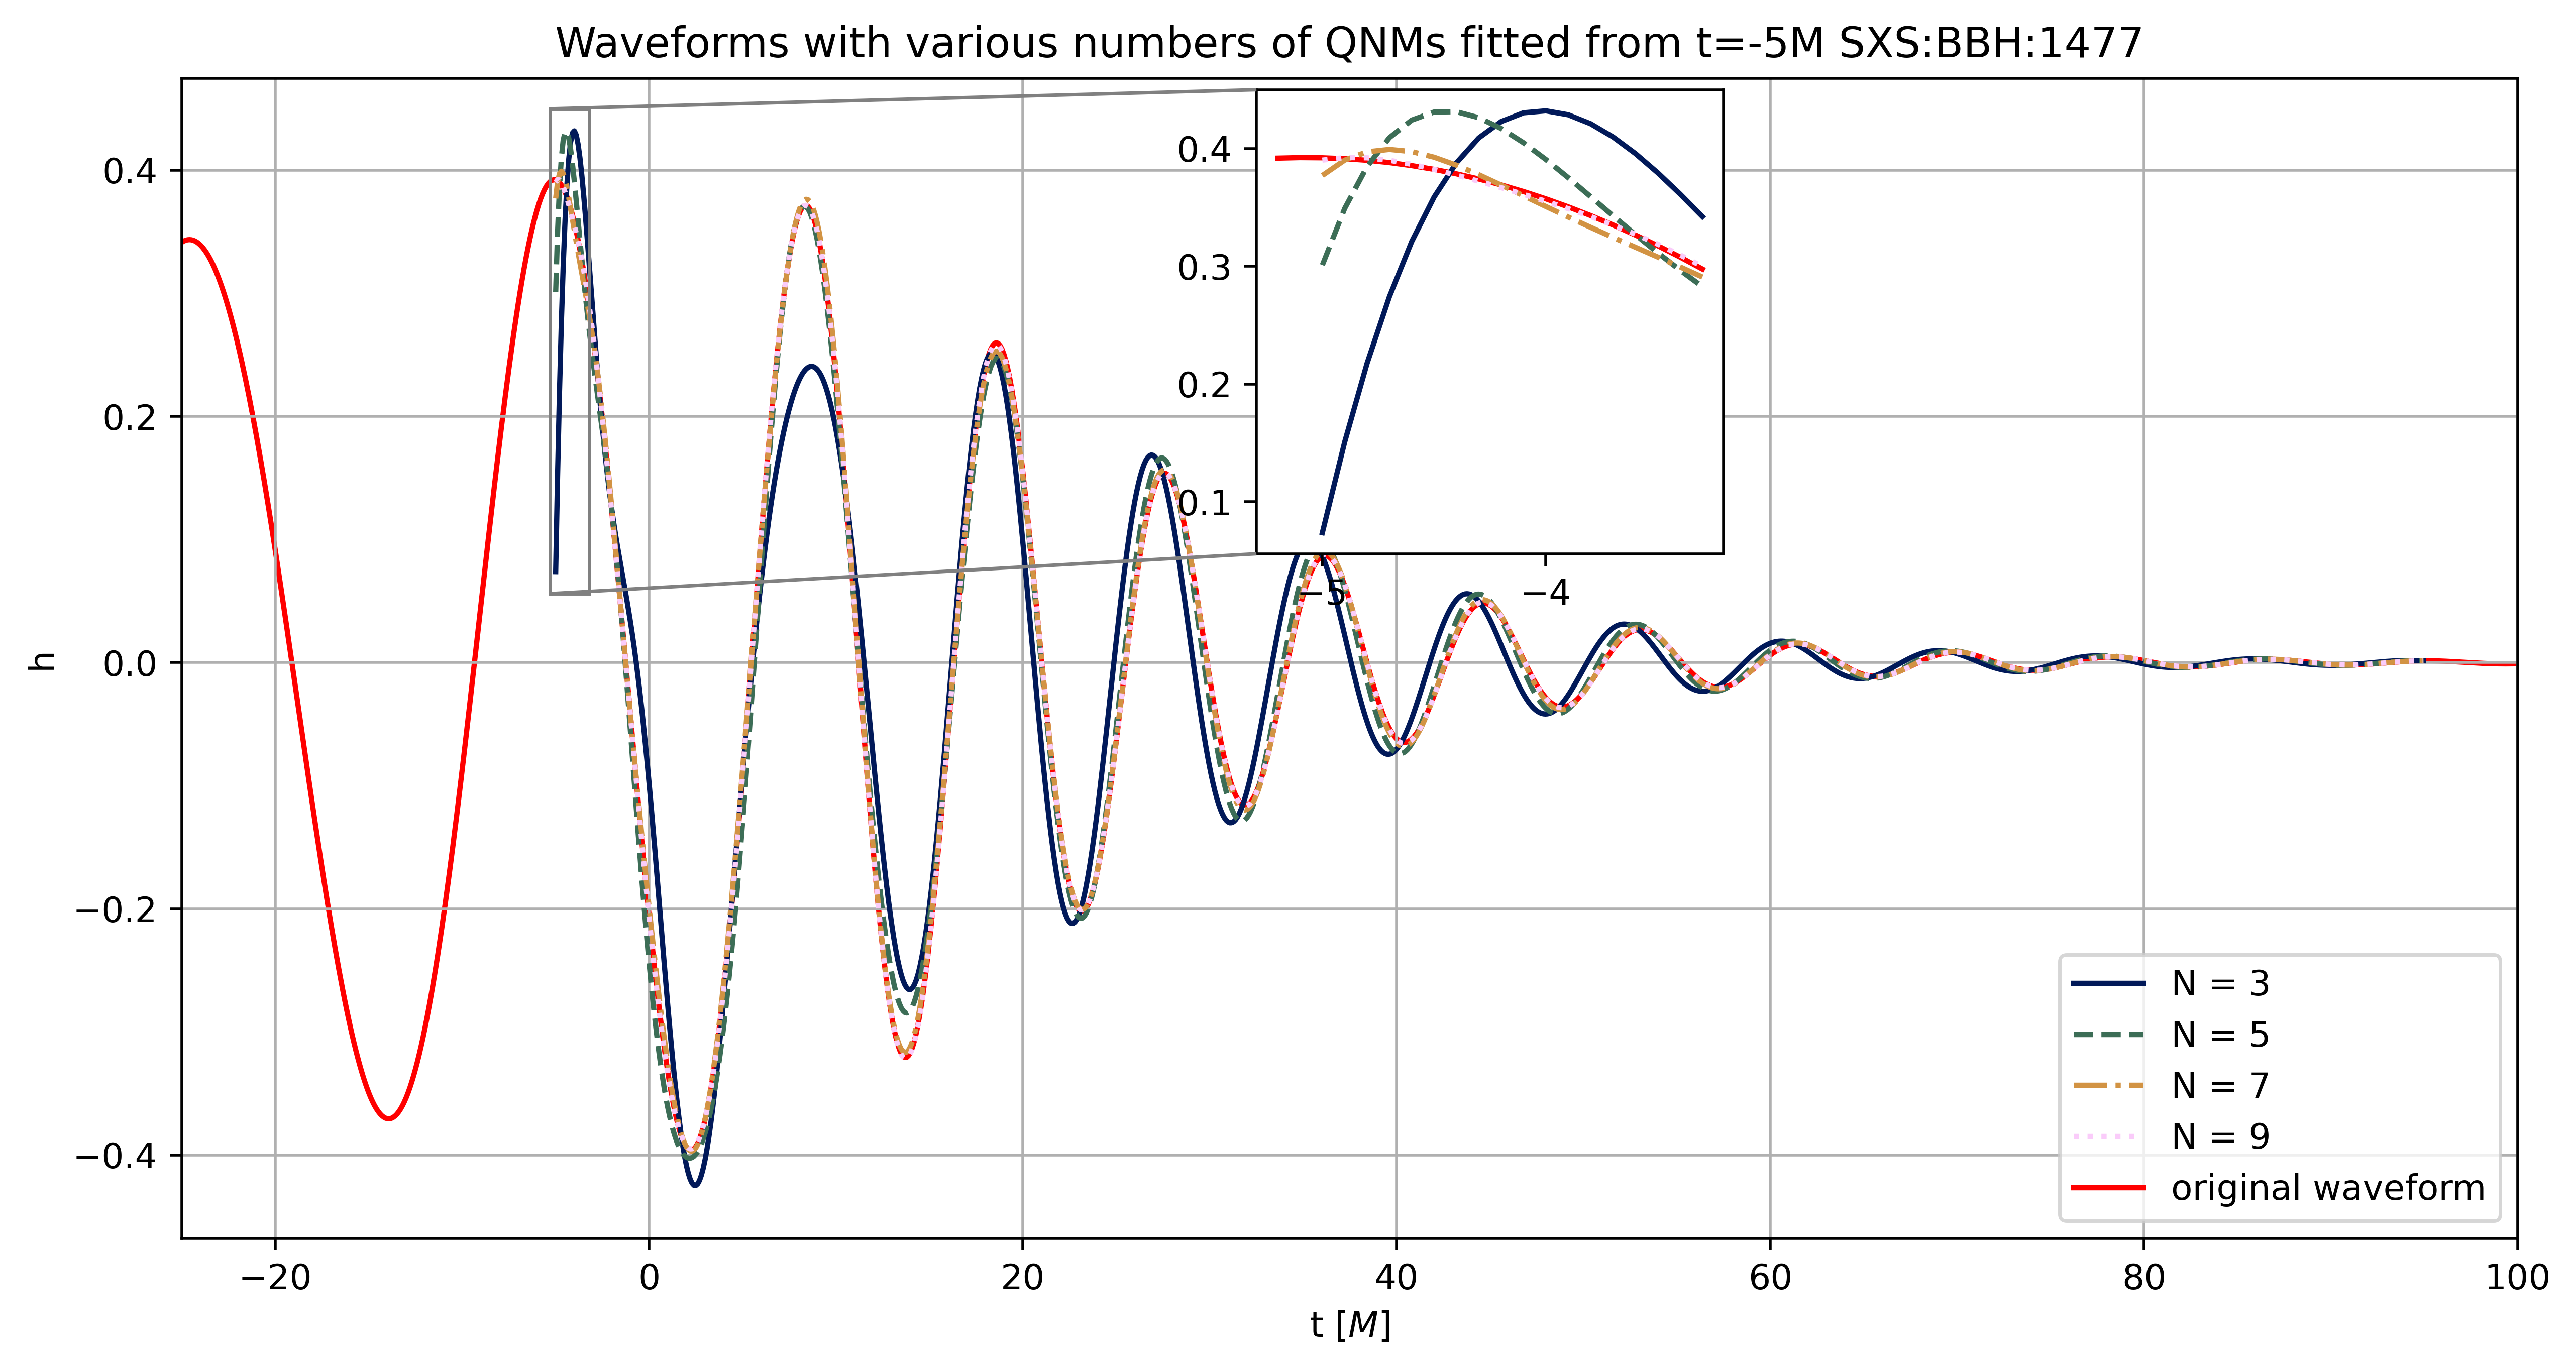 Waveforms with various numbers of QNMs fitted from t=-5M SXS:BBH:1477
h
0.4
0.2
0.0
−0.2
−0.4
0.4
0.3
0.2
0.1
−5
−4
N = 3
N = 5
N = 7
N = 9
original waveform
−20
0
20
40
60
80
100
t [M]